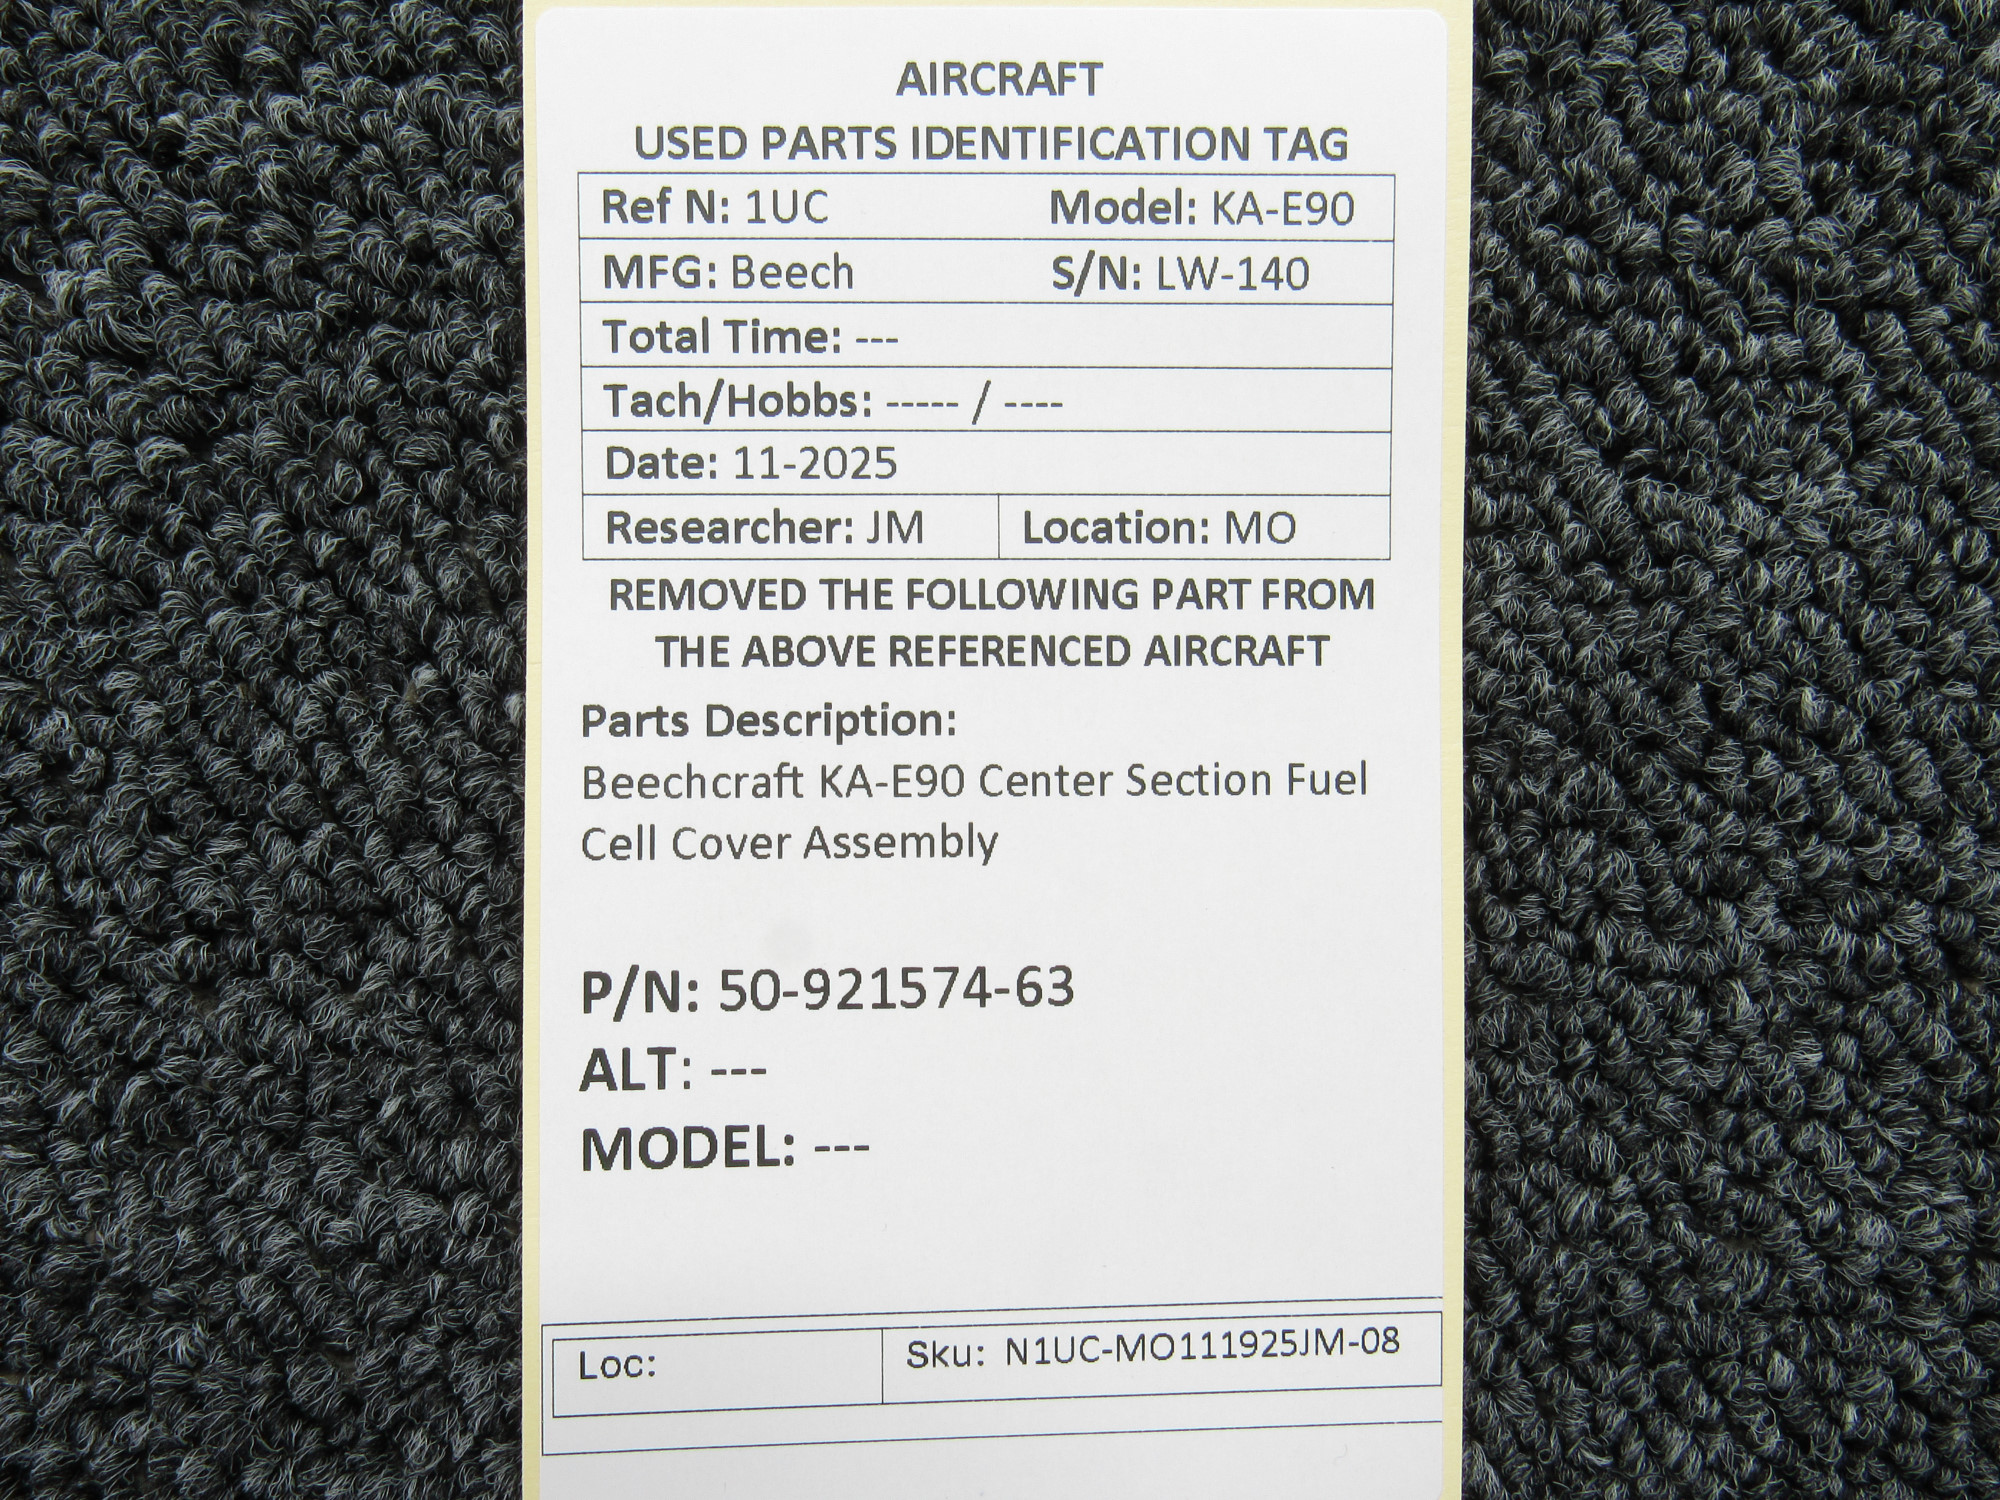 AIRCRAFT
USED PARTS IDENTIFICATION TAG
Ref N: 1UC Model: KA-E90
MFG: Beech S/N: LW-140
Total Time: ---
Tach/Hobbs: ----- / ----
Date: 11-2025
Researcher: JM Location: MO
REMOVED THE FOLLOWING PART FROM
THE ABOVE REFERENCED AIRCRAFT
Parts Description:
Beechcraft KA-E90 Center Section Fuel
Cell Cover Assembly
P/N: 50-921574-63
ALT: ---
MODEL: ---
Loc: Sku: N1UC-MO111925JM-08